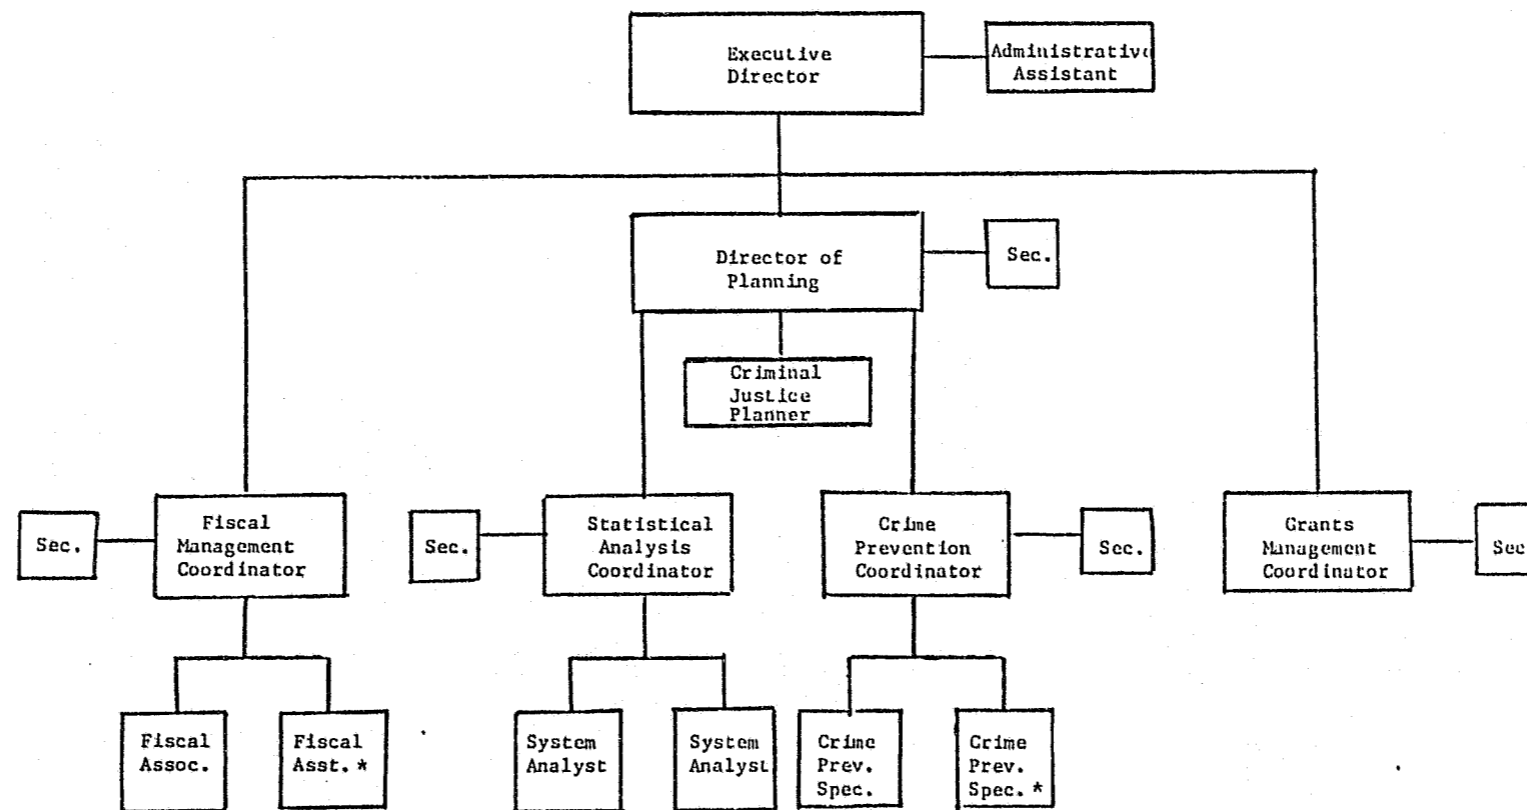 Executive
Director
Administrative
Assistant
Director of
Planning
Sec.
Criminal
Justice
Planner
Sec.
Fiscal
Management
Coordinator
Sec.
Statistical
Analysis
Coordinator
Crime
Prevention
Coordinator
Sec.
Grants
Management
Coordinator
Sec
Fiscal
Assoc.
Fiscal
Asst.*
System
Analyst
System
Analyst
Crime
Prev.
Spec.
Crime
Prev.
Spec.*